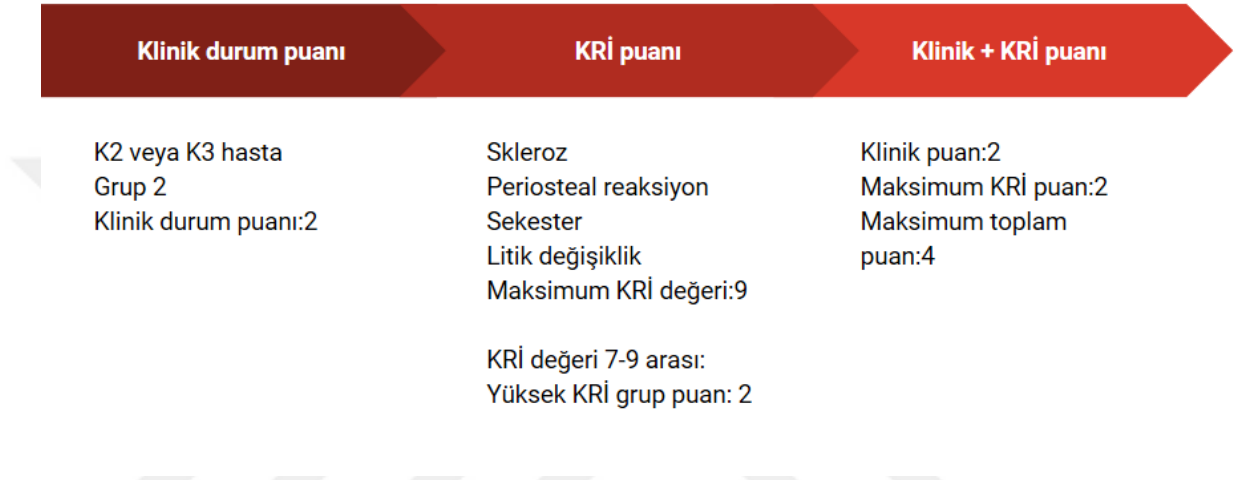 Klinik durum puanı
KRİ puanı
Klinik + KRİ puanı
K2 veya K3 hasta
Grup 2
Klinik durum puanı:2
Skleroz
Periosteal reaksiyon
Sekester
Litik değişiklik
Maksimum KRİ değeri:9
KRİ değeri 7-9 arası:
Yüksek KRİ grup puan: 2
Klinik puan:2
Maksimum KRİ puan:2
Maksimum toplam
puan:4